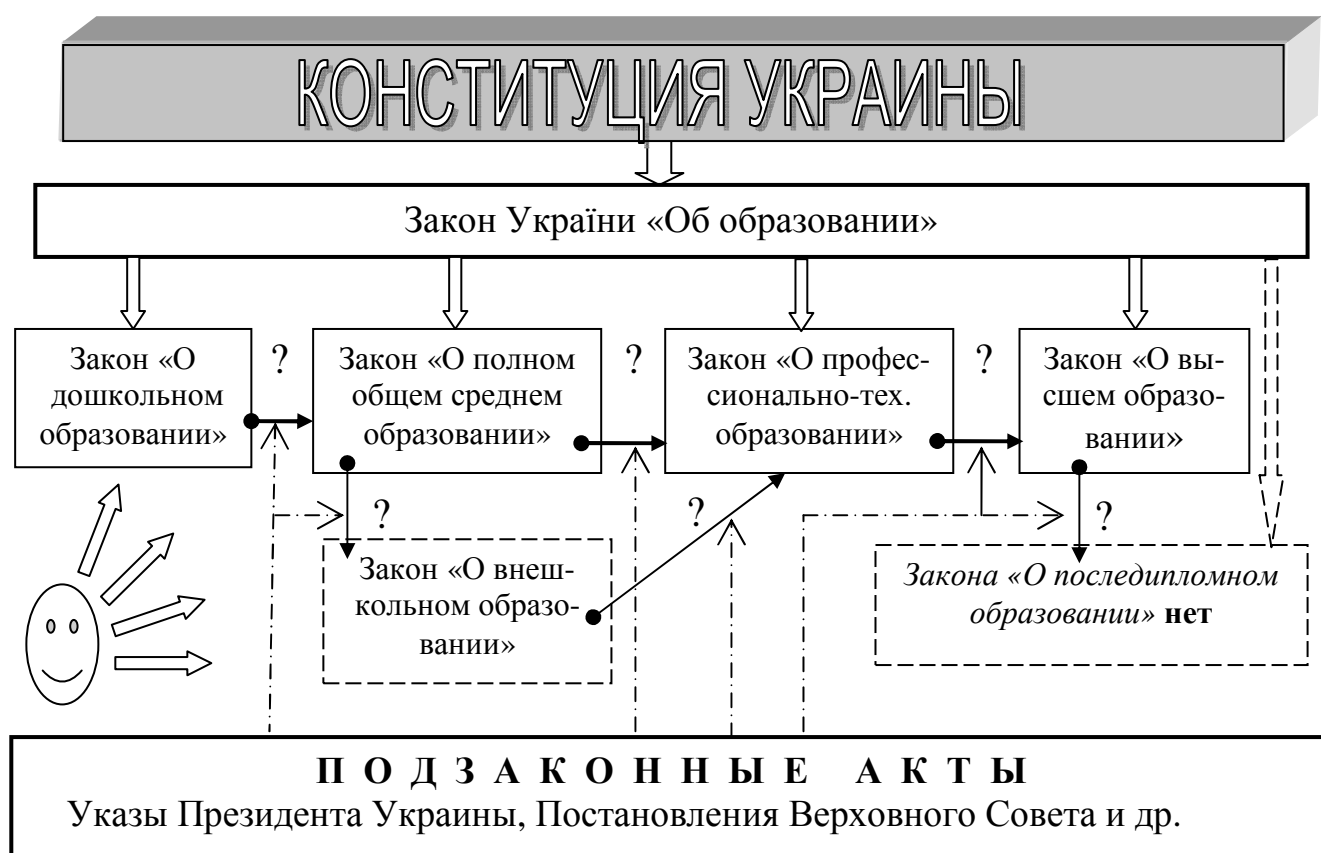 КОНСТИТУЦИЯ УКРАИНЫ
Закон України «Об образовании»
Закон «О
дошкольном
образовании»
?
Закон «О полном
общем среднем
образовании»
?
Закон «О профес-
сионально-тех.
образовании»
?
Закон «О вы-
сшем образо-
вании»
?
Закон «О внеш-
кольном образо-
вании»
?
?
Закона «О последипломном
образовании» нет
П О Д З А К О Н Н Ы Е А К Т Ы
Указы Президента Украины, Постановления Верховного Совета и др.